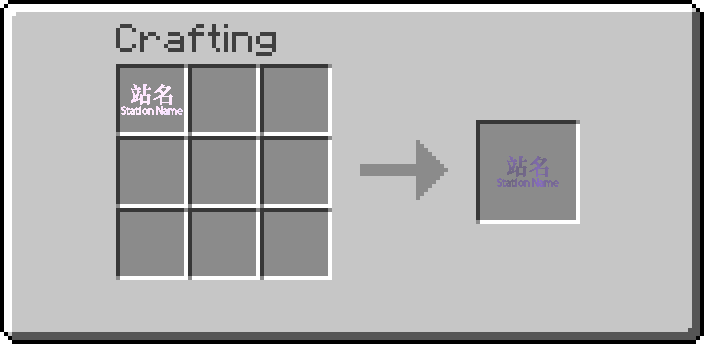 Crafting
站名
Station Name
站名
Station Name